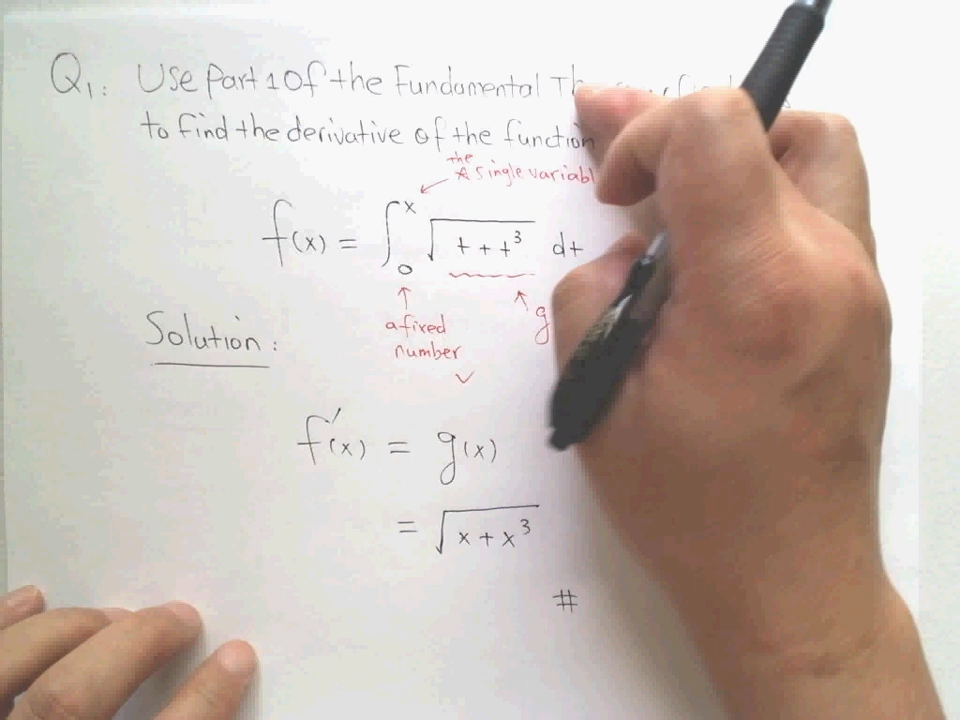 Q1: Use Part 1 Of the Fundamental
to find the derivative of the function
the
A single variabl
f(x) = ∫₀ˣ √(t + t³) dt
a fixed
number
g
Solution:
f'(x) = g(x)
= √(x + x³)
#